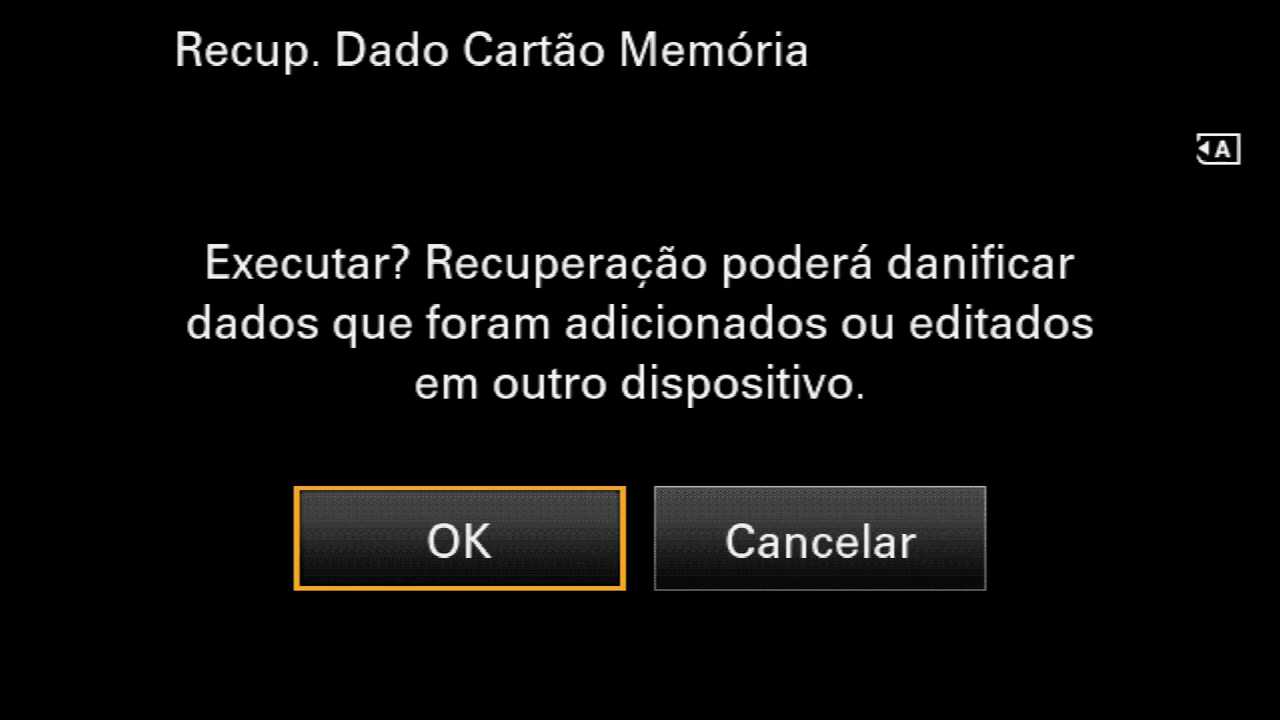 Recup. Dado Cartão Memória
A
Executar? Recuperação poderá danificar
dados que foram adicionados ou editados
em outro dispositivo.
OK
Cancelar